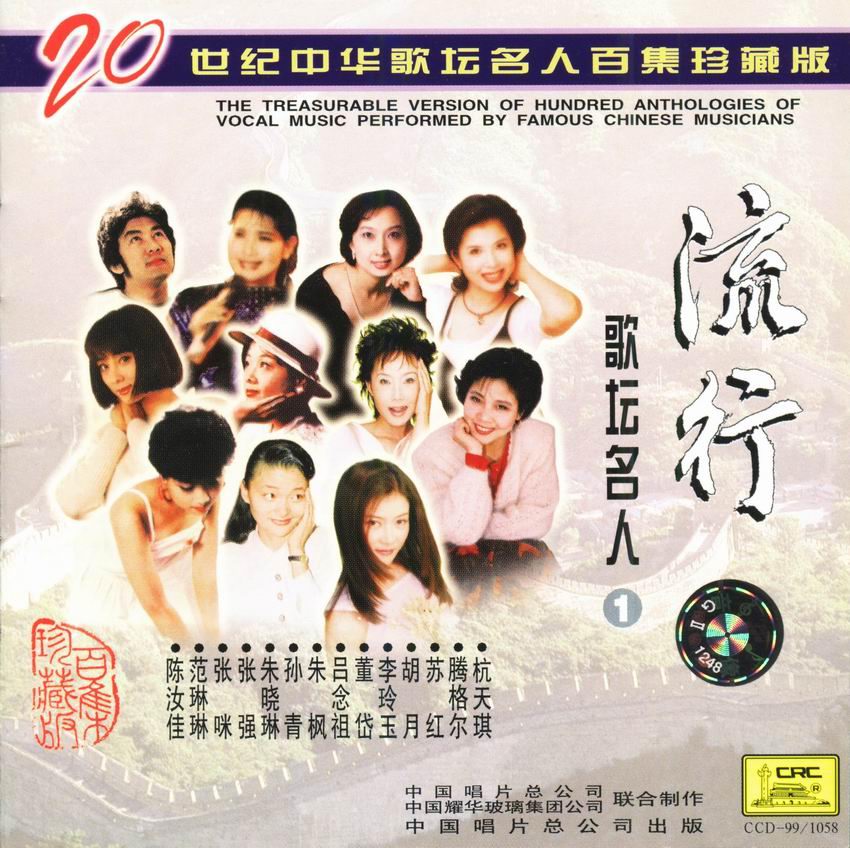 20
世纪中华歌坛名人百集珍藏版
THE TREASURABLE VERSION OF HUNDRED ANTHOLOGIES OF
VOCAL MUSIC PERFORMED BY FAMOUS CHINESE MUSICIANS
流行
歌坛名人
1
1248
杭天琪
腾格尔
苏红
胡月
李玲玉
董岱
吕念祖
朱枫
孙青
朱晓琳
张强
张咪
范琳琳
陈汝佳
百集
珍藏版
中国唱片总公司
中国耀华玻璃集团公司
联合制作
中国唱片总公司出版
CRC
®
CCD-99/1058